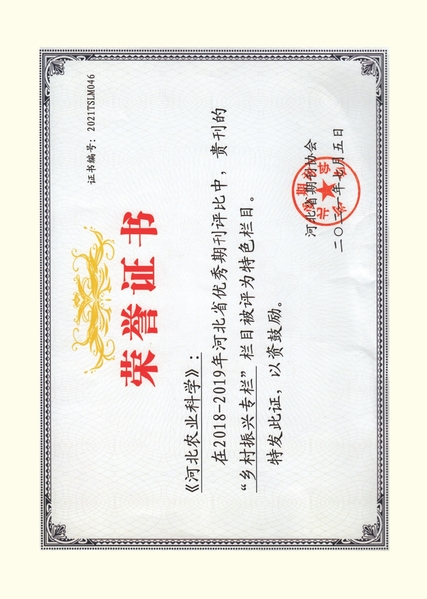 证书编号：2021TSLM046
荣誉证书
《河北农业科学》：
在2018-2019年河北省优秀期刊评比中，贵刊的
“乡村振兴专栏”栏目被评为特色栏目。
特发此证，以资鼓励。
河北省期刊协会
二〇二一年七月五日